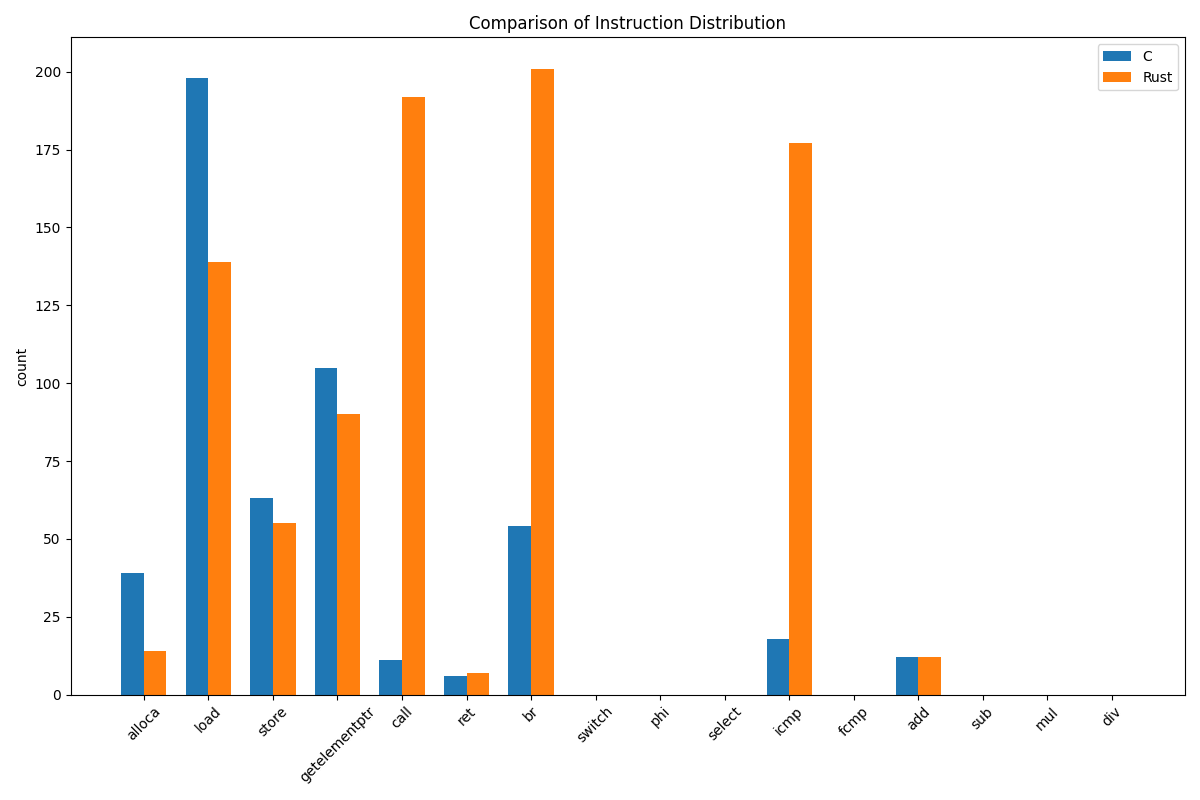 Comparison of Instruction Distribution
C
Rust
count
200
175
150
125
100
75
50
25
0
alloca
load
store
getelementptr
call
ret
br
switch
phi
select
icmp
fcmp
add
sub
mul
div